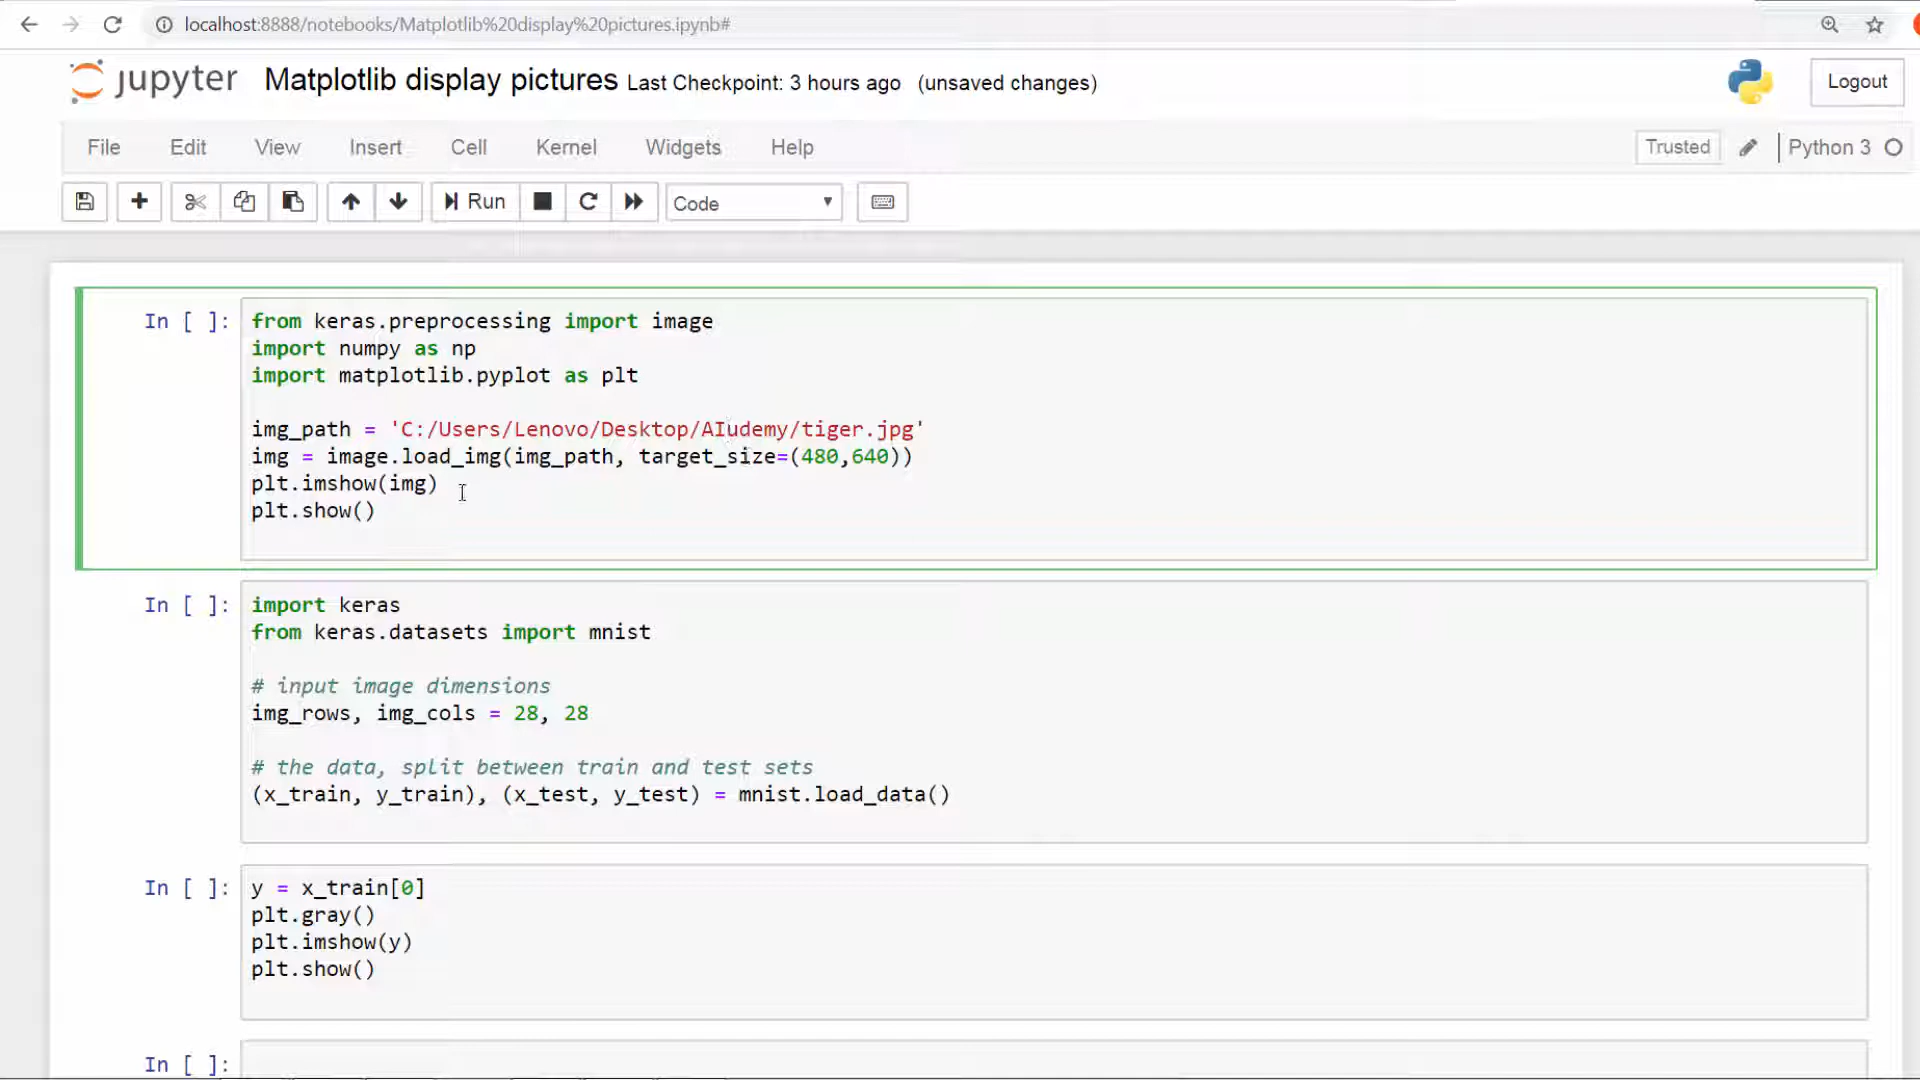 localhost:8888/notebooks/Matplotlib%20display%20pictures.ipynb#
jupyter Matplotlib display pictures Last Checkpoint: 3 hours ago (unsaved changes) Logout
File Edit View Insert Cell Kernel Widgets Help Trusted Python 3
Run Code
In [ ]: from keras.preprocessing import image
import numpy as np
import matplotlib.pyplot as plt
img_path = 'C:/Users/Lenovo/Desktop/AIudemy/tiger.jpg'
img = image.load_img(img_path, target_size=(480,640))
plt.imshow(img)
plt.show()
In [ ]: import keras
from keras.datasets import mnist
# input image dimensions
img_rows, img_cols = 28, 28
# the data, split between train and test sets
(x_train, y_train), (x_test, y_test) = mnist.load_data()
In [ ]: y = x_train[0]
plt.gray()
plt.imshow(y)
plt.show()
In [ ]: